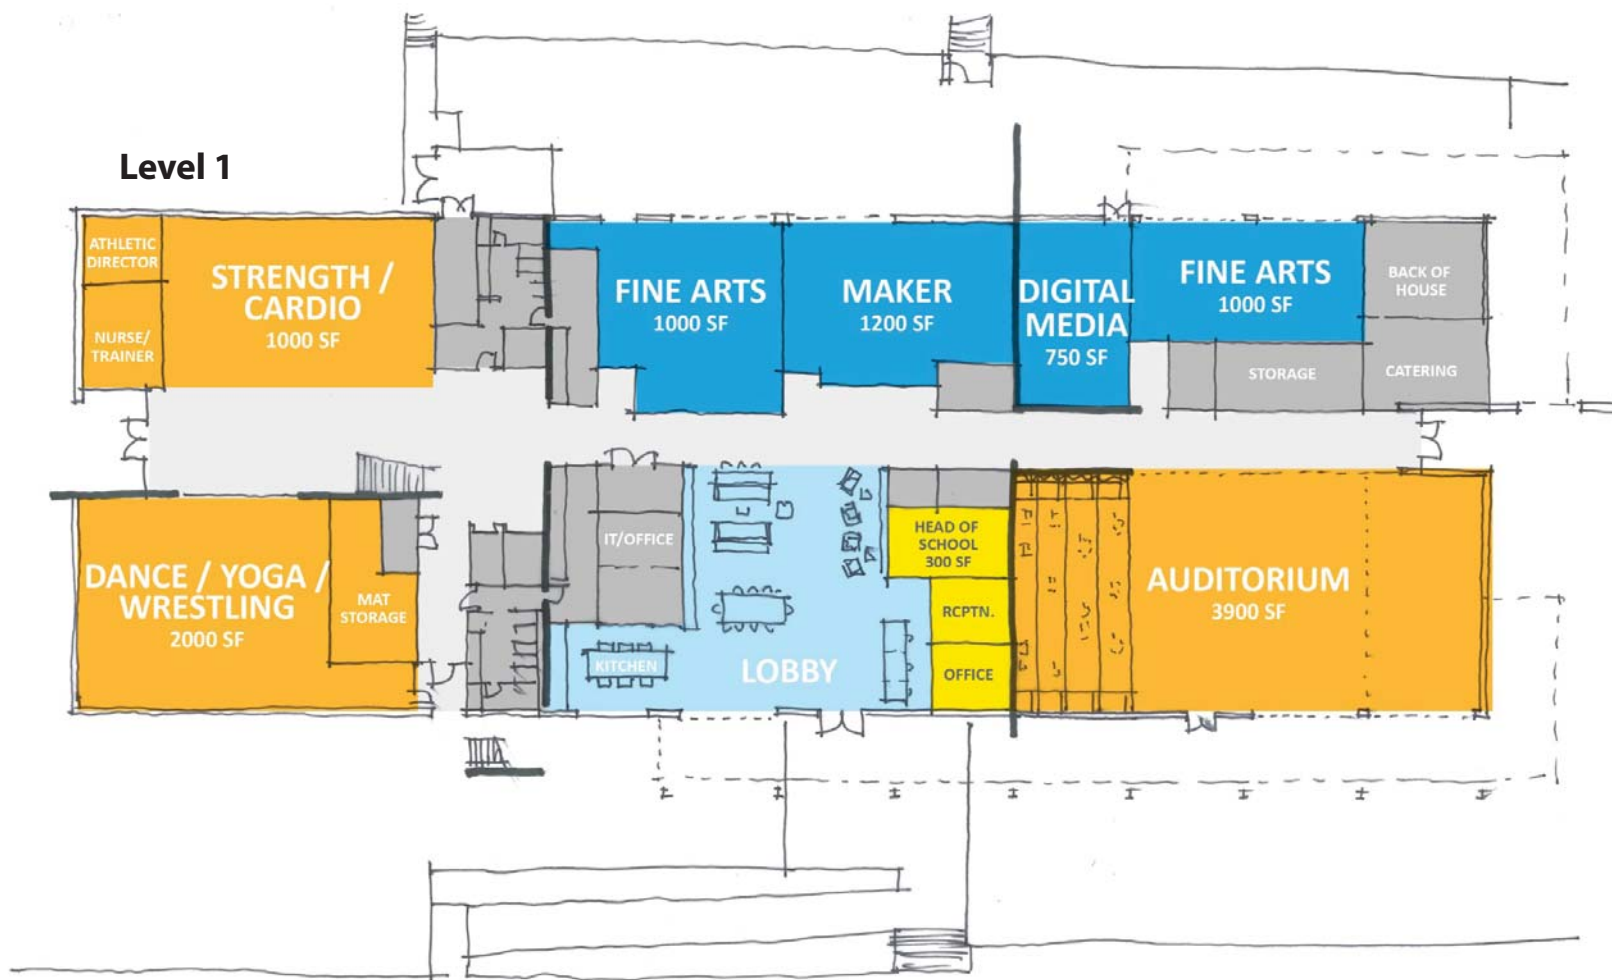 Level 1
ATHLETIC
DIRECTOR
NURSE/
TRAINER
STRENGTH /
CARDIO
1000 SF
FINE ARTS
1000 SF
MAKER
1200 SF
DIGITAL
MEDIA
750 SF
FINE ARTS
1000 SF
BACK OF
HOUSE
STORAGE
CATERING
DANCE / YOGA /
WRESTLING
2000 SF
MAT
STORAGE
IT/OFFICE
KITCHEN
LOBBY
HEAD OF
SCHOOL
300 SF
RCPTN.
OFFICE
AUDITORIUM
3900 SF